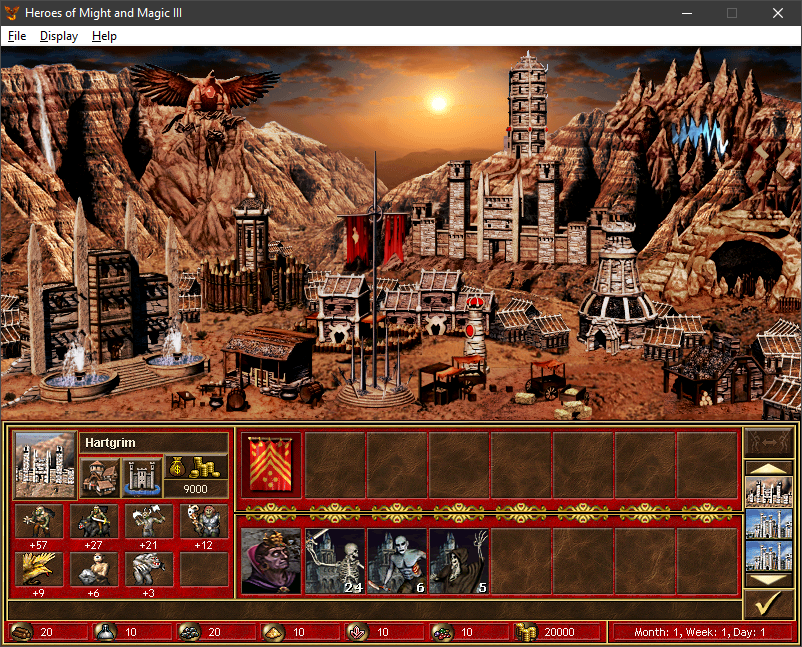 Heroes of Might and Magic III
File Display Help
Hartgrim
9000
+57 +27 +21 +12
+9 +6 +3
24 6 5
20 10 20 10 10 10 20000 Month: 1, Week: 1, Day: 1